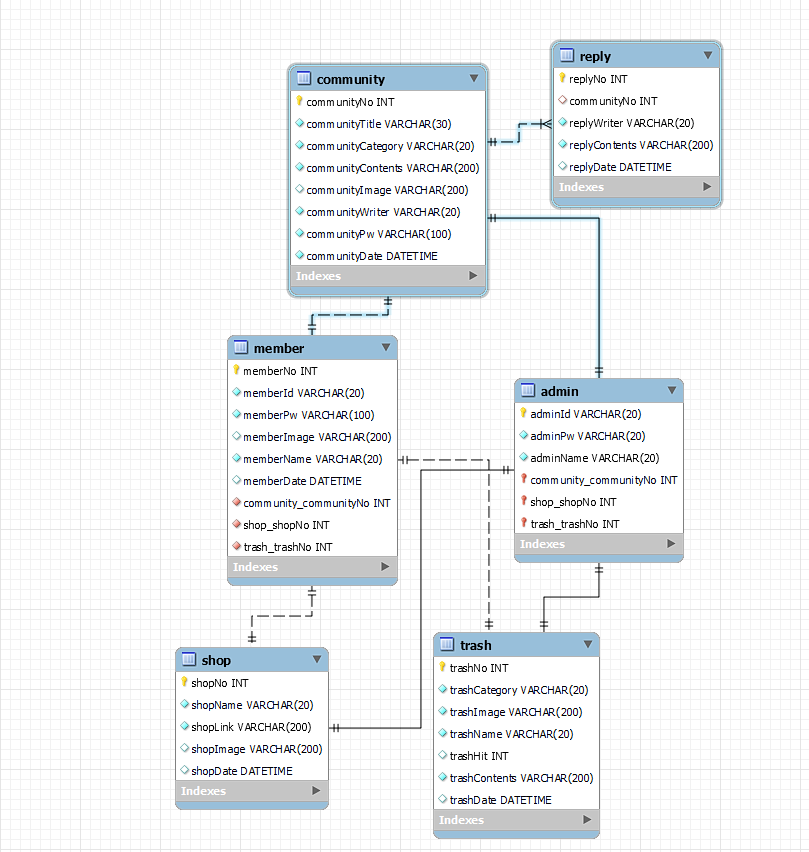 community
communityNo INT
communityTitle VARCHAR(30)
communityCategory VARCHAR(20)
communityContents VARCHAR(200)
communityImage VARCHAR(200)
communityWriter VARCHAR(20)
communityPw VARCHAR(100)
communityDate DATETIME
Indexes
reply
replyNo INT
communityNo INT
replyWriter VARCHAR(20)
replyContents VARCHAR(200)
replyDate DATETIME
Indexes
member
memberNo INT
memberId VARCHAR(20)
memberPw VARCHAR(100)
memberImage VARCHAR(200)
memberName VARCHAR(20)
memberDate DATETIME
community_communityNo INT
shop_shopNo INT
trash_trashNo INT
Indexes
admin
adminId VARCHAR(20)
adminPw VARCHAR(20)
adminName VARCHAR(20)
community_communityNo INT
shop_shopNo INT
trash_trashNo INT
Indexes
shop
shopNo INT
shopName VARCHAR(20)
shopLink VARCHAR(200)
shopImage VARCHAR(200)
shopDate DATETIME
Indexes
trash
trashNo INT
trashCategory VARCHAR(20)
trashImage VARCHAR(200)
trashName VARCHAR(20)
trashHit INT
trashContents VARCHAR(200)
trashDate DATETIME
Indexes